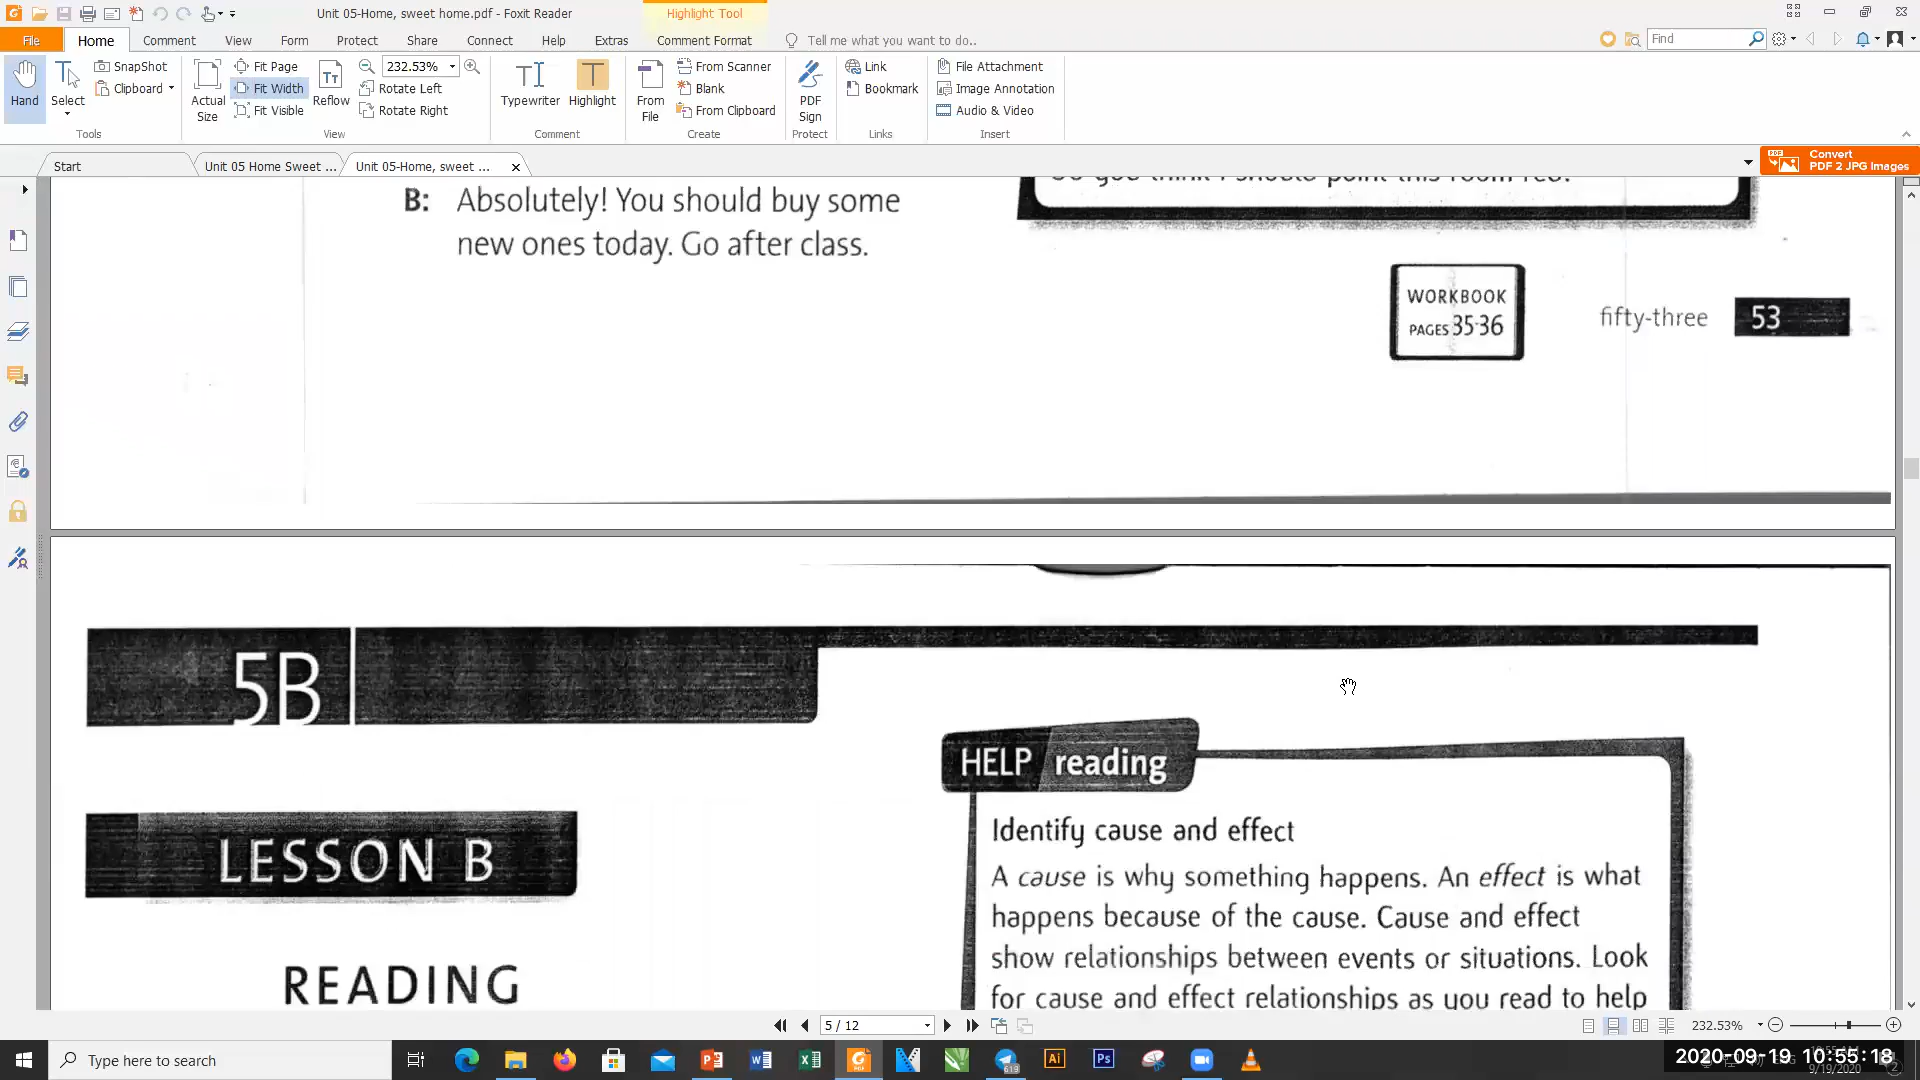 Unit 05-Home, sweet home.pdf - Foxit Reader
Highlight Tool
File
Home
Comment
View
Form
Protect
Share
Connect
Help
Extras
Comment Format
Tell me what you want to do..
Find
Hand
Select
SnapShot
Clipboard
Tools
Actual
Size
Fit Page
Fit Width
Fit Visible
Reflow
232.53%
Rotate Left
Rotate Right
View
Typewriter
Highlight
Comment
From
File
From Scanner
Blank
From Clipboard
Create
PDF
Sign
Protect
Link
Bookmark
Links
File Attachment
Image Annotation
Audio & Video
Insert
Start
Unit 05 Home Sweet ...
Unit 05-Home, sweet ...
Convert
PDF 2 JPG Images
B: Absolutely! You should buy some
new ones today. Go after class.
WORKBOOK
PAGES 35-36
fifty-three 53
5B
LESSON B
READING
HELP reading
Identify cause and effect
A cause is why something happens. An effect is what
happens because of the cause. Cause and effect
show relationships between events or situations. Look
for cause and effect relationships as you read to help
5 / 12
232.53%
Type here to search
619
2020-09-19 10:55:18
9/19/2020